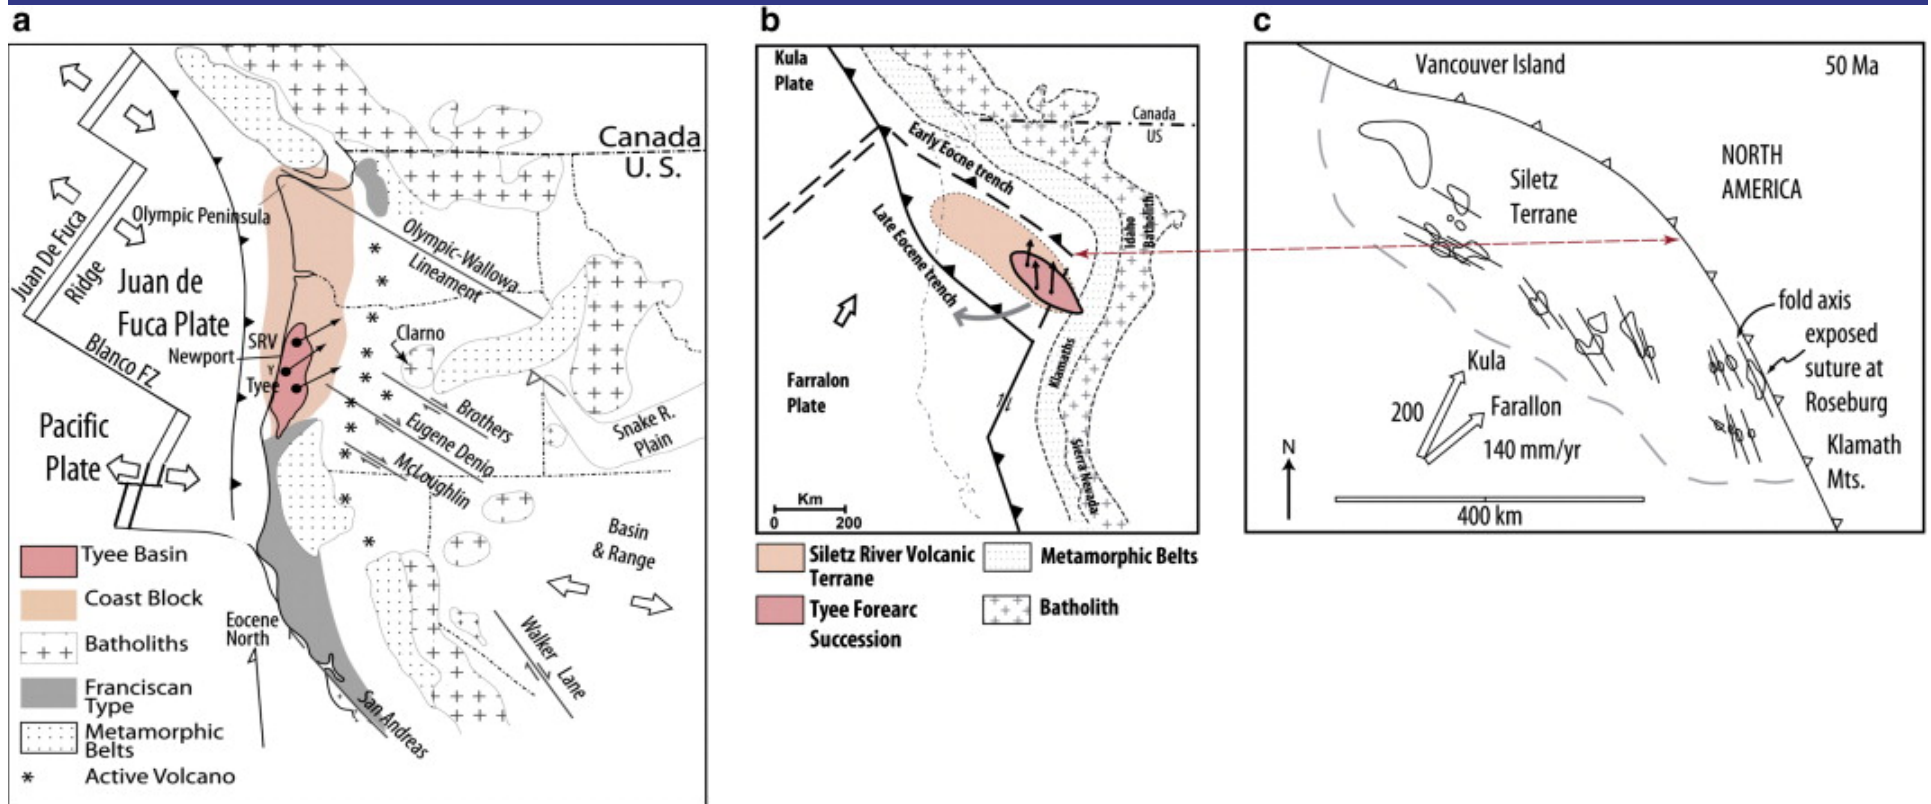 a
Canada
U. S.
Olympic Peninsula
Juan De Fuca
Ridge
Olympic-Wallowa
Lineament
Juan de
Fuca Plate
SRV
Newport
Y
Tyee
Clarno
Blanco FZ
Brothers
Eugene Denio
McLoughlin
Snake R.
Plain
Pacific
Plate
Basin
& Range
Eocene
North
Walker Lane
San Andreas
Tyee Basin
Coast Block
Batholiths
Franciscan
Type
Metamorphic
Belts
* Active Volcano
b
Kula
Plate
Canada
US
Early Eocne trench
Late Eocene trench
Idaho
Batholith
Farralon
Plate
Klamaths
Sierra Nevada
Km
0 200
Siletz River Volcanic
Terrane
Tyee Forearc
Succession
Metamorphic Belts
Batholith
c
Vancouver Island
50 Ma
NORTH
AMERICA
Siletz
Terrane
fold axis
exposed
suture at
Roseburg
Klamath
Mts.
Kula
200
Farallon
140 mm/yr
N
400 km